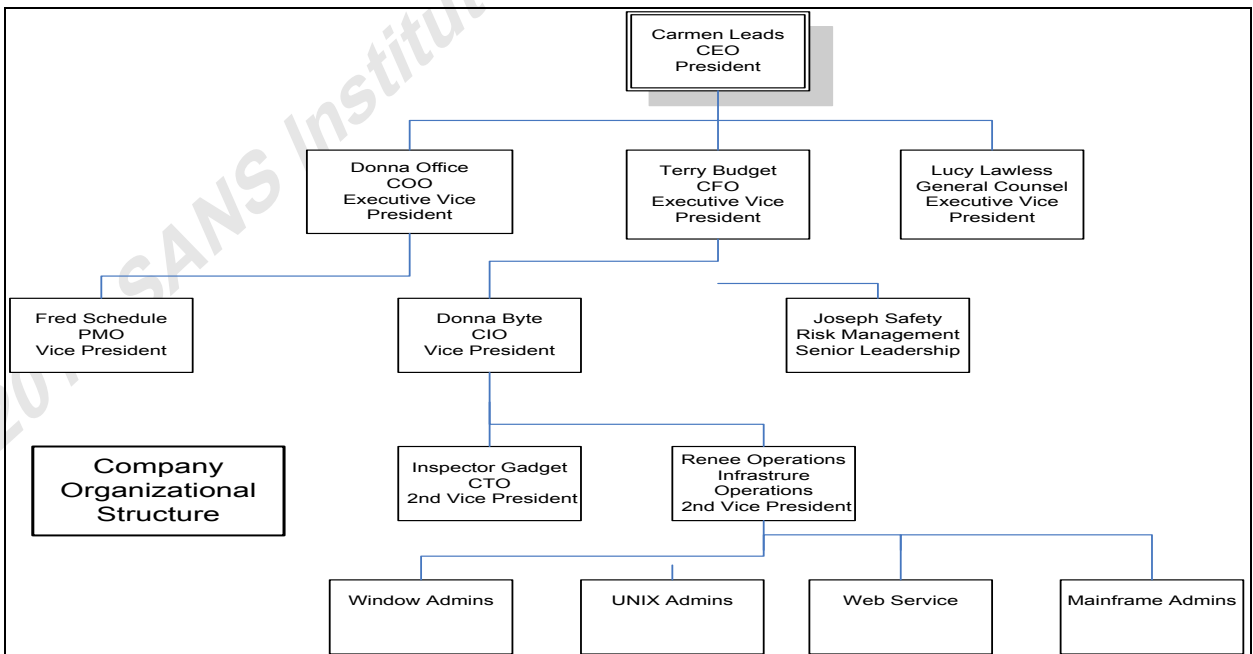 Carmen Leads
CEO
President
Donna Office
COO
Executive Vice
President
Terry Budget
CFO
Executive Vice
President
Lucy Lawless
General Counsel
Executive Vice
President
Fred Schedule
PMO
Vice President
Donna Byte
CIO
Vice President
Joseph Safety
Risk Management
Senior Leadership
Company
Organizational
Structure
Inspector Gadget
CTO
2nd Vice President
Renee Operations
Infrastrure
Operations
2nd Vice President
Window Admins
UNIX Admins
Web Service
Mainframe Admins
SANS Institut